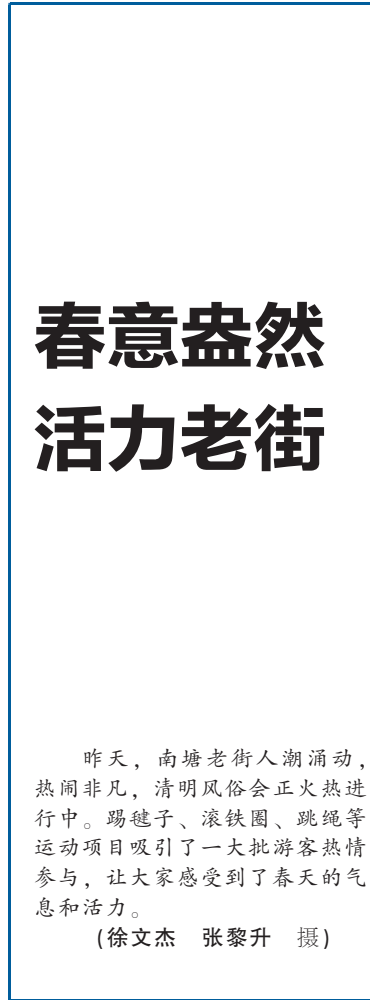 春意盎然
活力老街
昨天，南塘老街人潮涌动，
热闹非凡，清明风俗会正火热进
行中。踢毽子、滚铁圈、跳绳等
运动项目吸引了一大批游客热情
参与，让大家感受到了春天的气
息和活力。
(徐文杰　张黎升　摄)